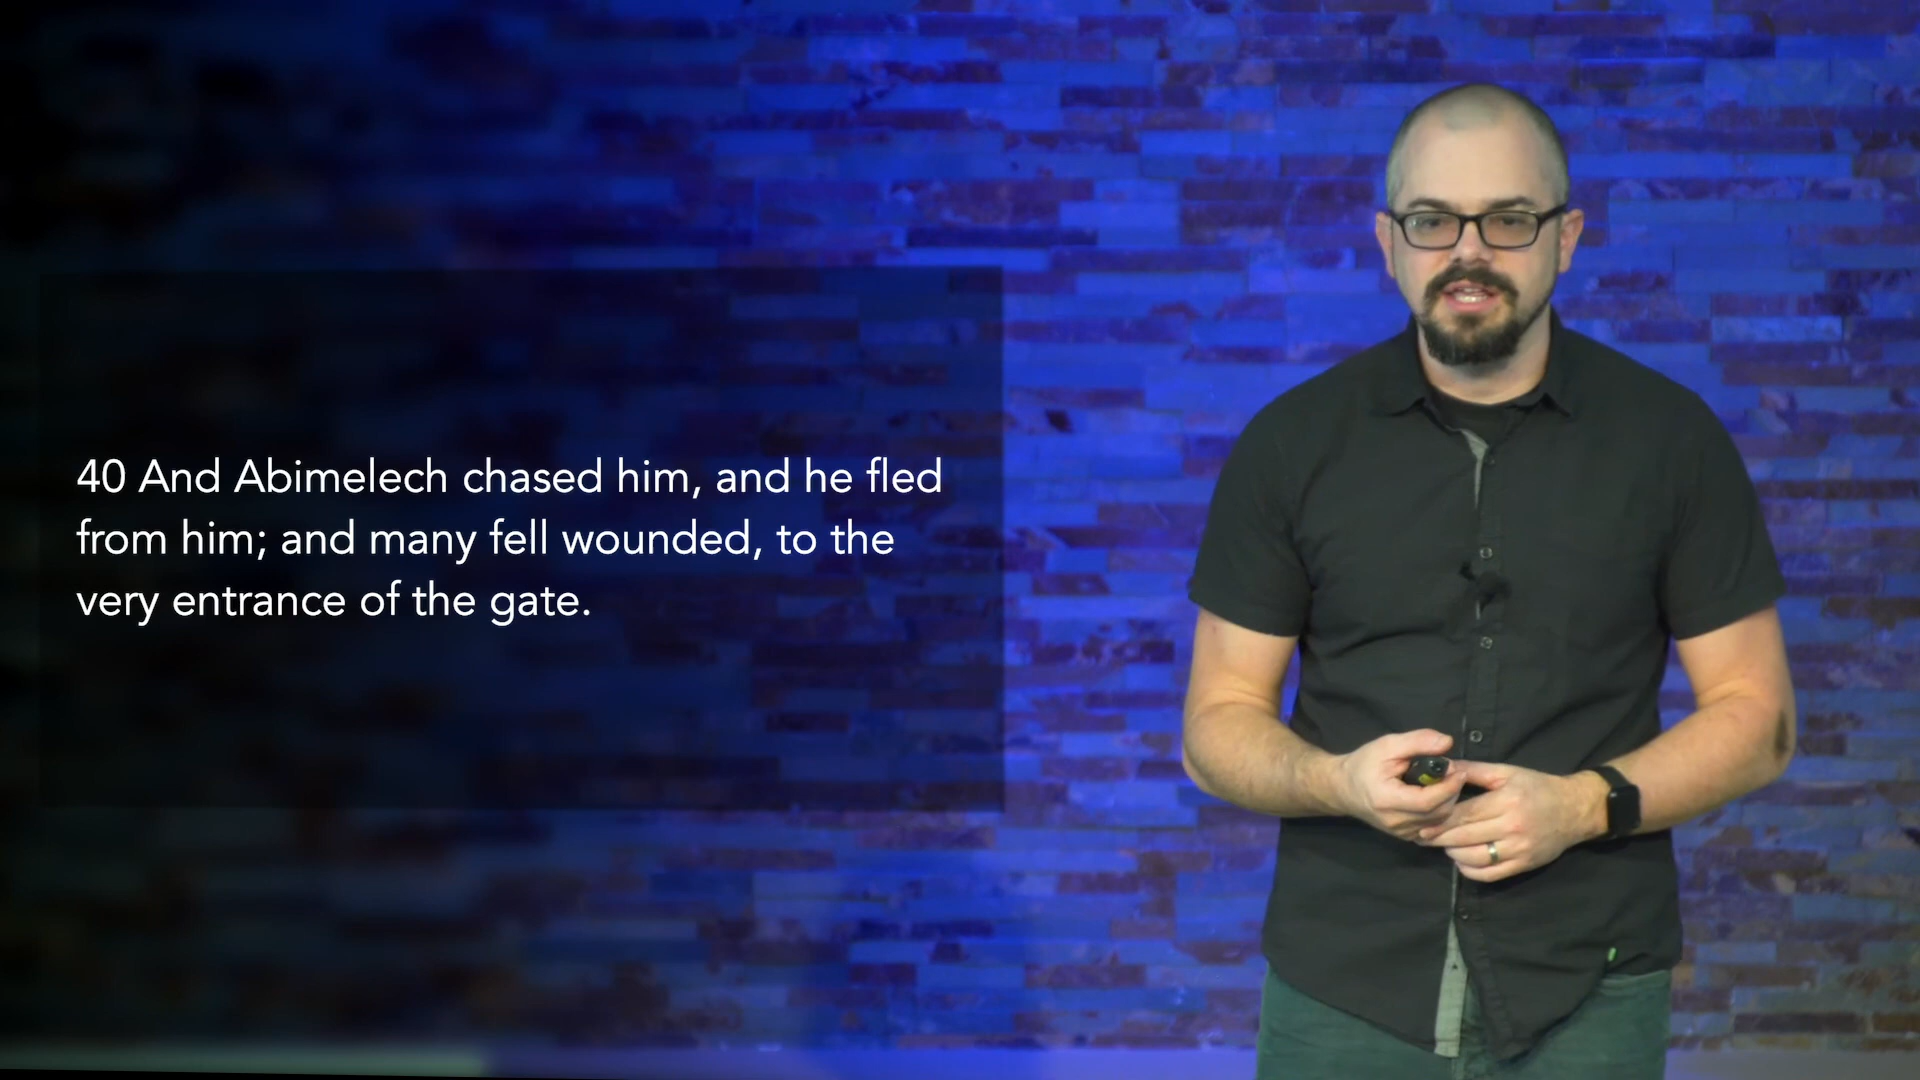 40 And Abimelech chased him, and he fled
from him; and many fell wounded, to the
very entrance of the gate.